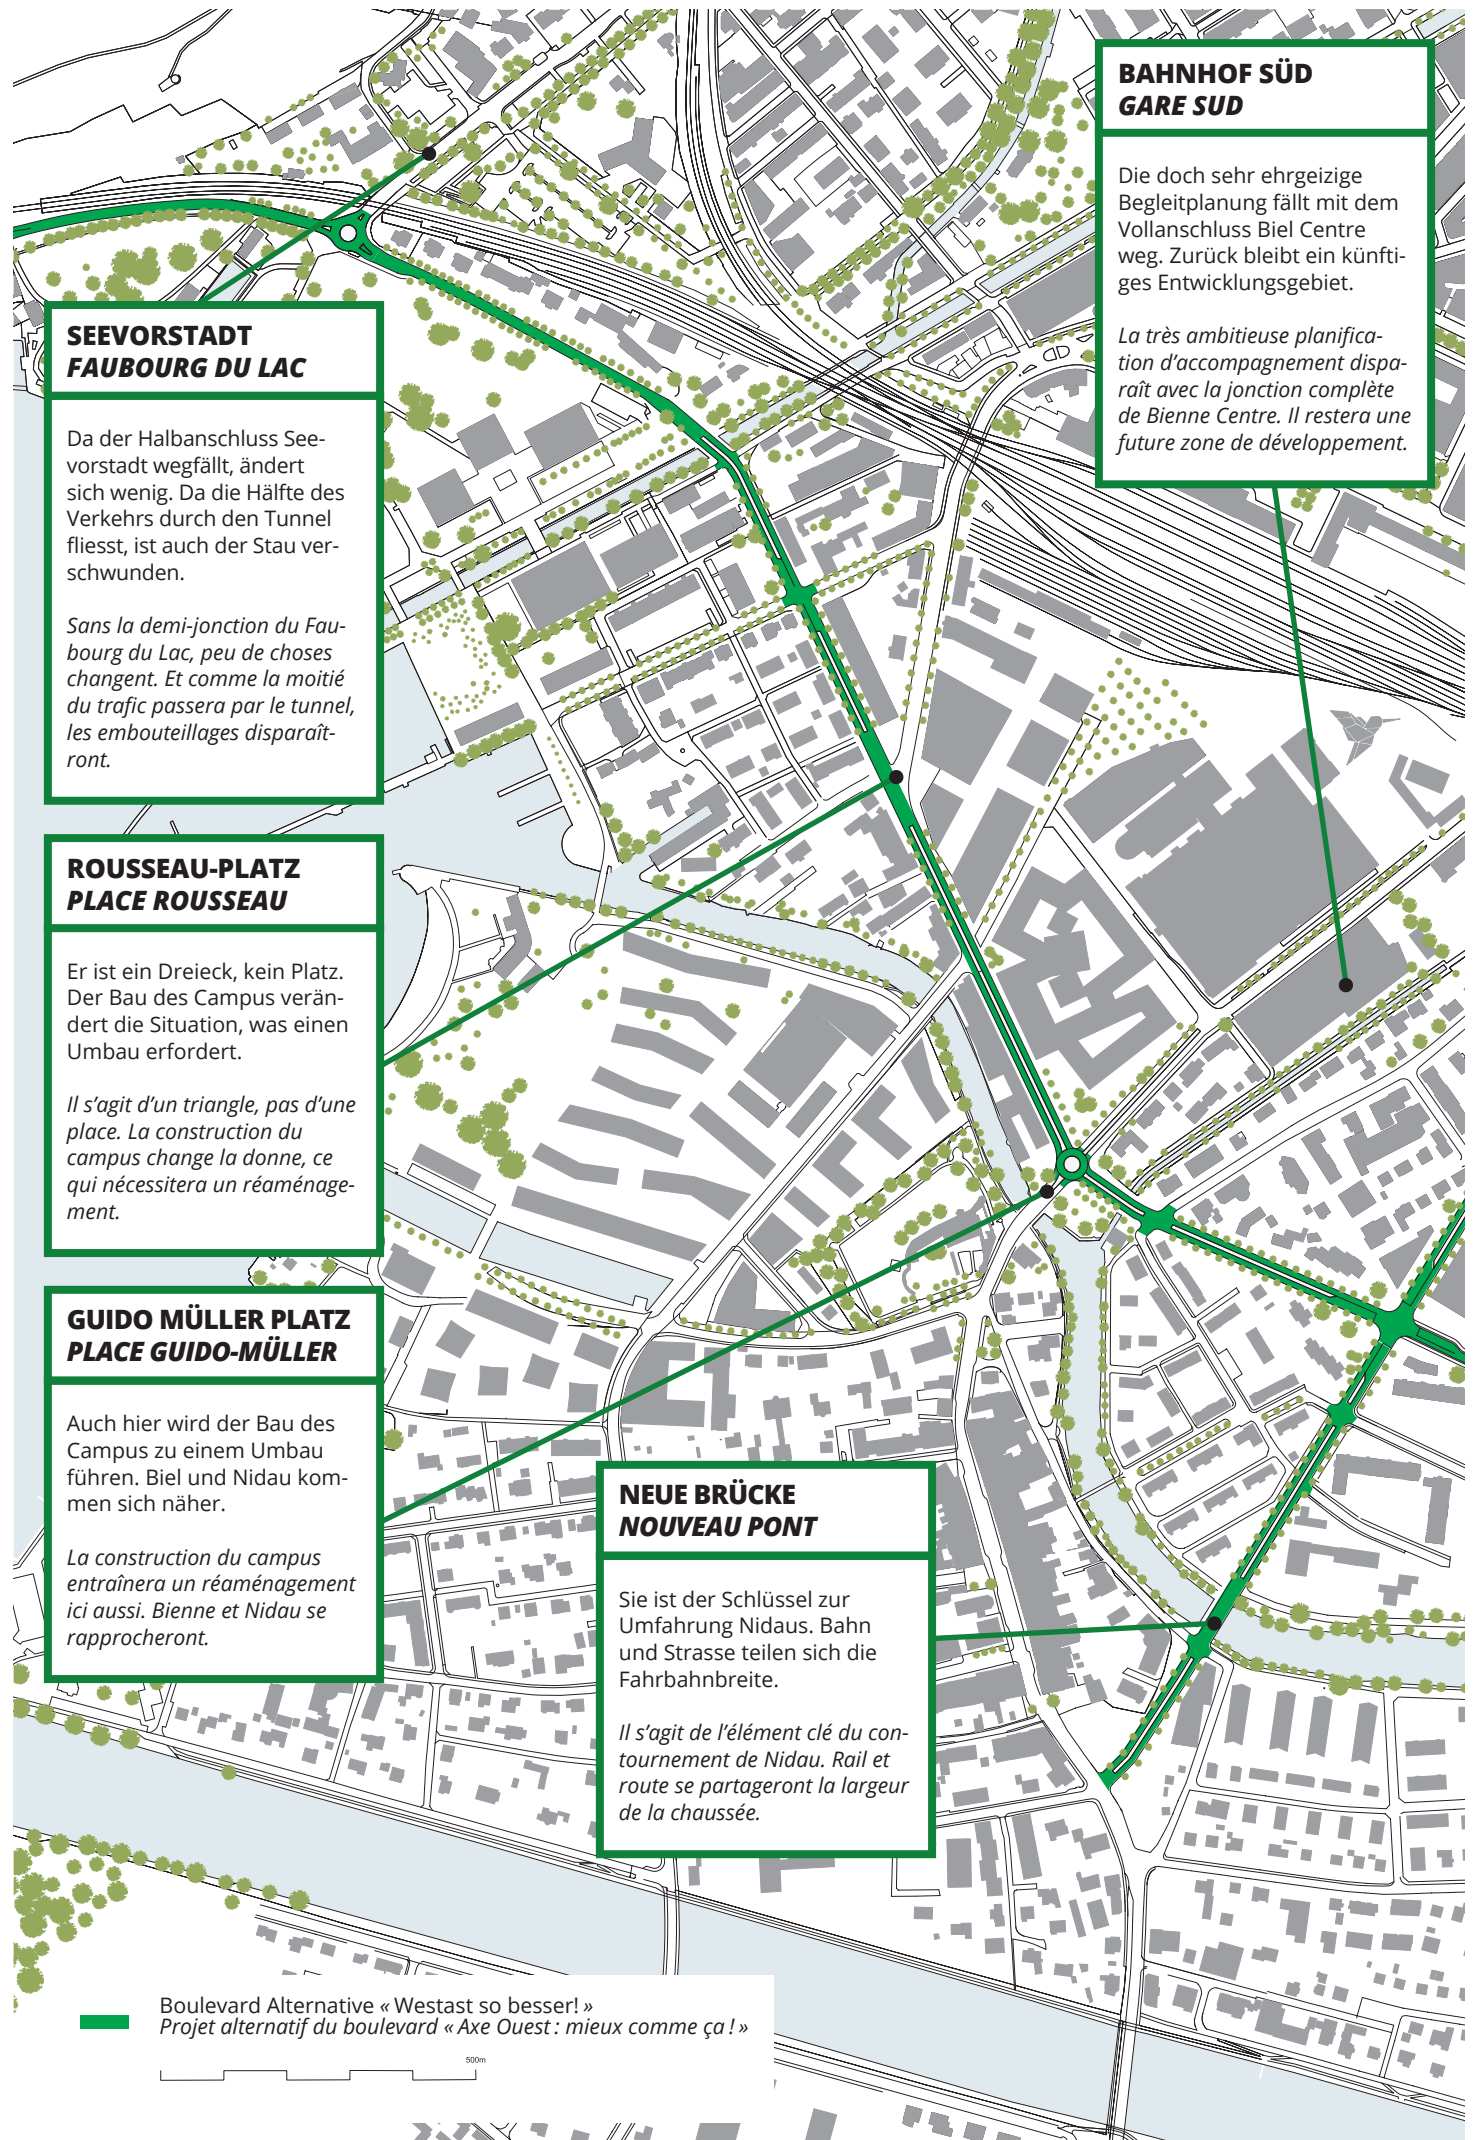 BAHNHOF SÜD
GARE SUD
Die doch sehr ehrgeizige
Begleitplanung fällt mit dem
Vollanschluss Biel Centre
weg. Zurück bleibt ein künfti-
ges Entwicklungsgebiet.
La très ambitieuse planifica-
tion d’accompagnement dispa-
raît avec la jonction complète
de Bienne Centre. Il restera une
future zone de développement.
SEEVORSTADT
FAUBOURG DU LAC
Da der Halbanschluss See-
vorstadt wegfällt, ändert
sich wenig. Da die Hälfte des
Verkehrs durch den Tunnel
fliesst, ist auch der Stau ver-
schwunden.
Sans la demi-jonction du Fau-
bourg du Lac, peu de choses
changent. Et comme la moitié
du trafic passera par le tunnel,
les embouteillages disparaît-
ront.
ROUSSEAU-PLATZ
PLACE ROUSSEAU
Er ist ein Dreieck, kein Platz.
Der Bau des Campus verän-
dert die Situation, was einen
Umbau erfordert.
Il s’agit d’un triangle, pas d’une
place. La construction du
campus change la donne, ce
qui nécessitera un réaménage-
ment.
GUIDO MÜLLER PLATZ
PLACE GUIDO-MÜLLER
Auch hier wird der Bau des
Campus zu einem Umbau
führen. Biel und Nidau kom-
men sich näher.
La construction du campus
entraînera un réaménagement
ici aussi. Bienne et Nidau se
rapprocheront.
NEUE BRÜCKE
NOUVEAU PONT
Sie ist der Schlüssel zur
Umfahrung Nidaus. Bahn
und Strasse teilen sich die
Fahrbahnbreite.
Il s’agit de l’élément clé du con-
tournement de Nidau. Rail et
route se partageront la largeur
de la chaussée.
Boulevard Alternative « Westast so besser! »
Projet alternatif du boulevard « Axe Ouest : mieux comme ça ! »
500m